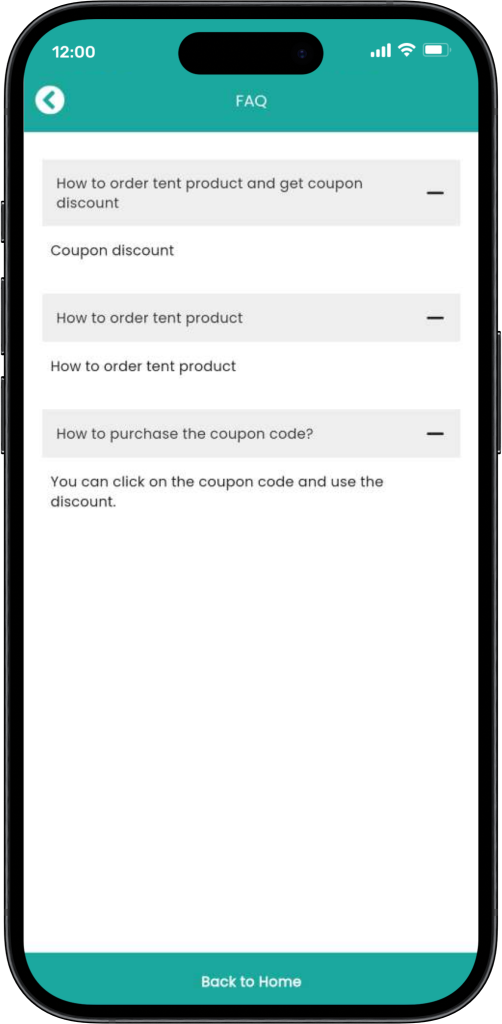 12:00
FAQ
How to order tent product and get coupon
discount
Coupon discount
How to order tent product
How to order tent product
How to purchase the coupon code?
You can click on the coupon code and use the
discount.
Back to Home